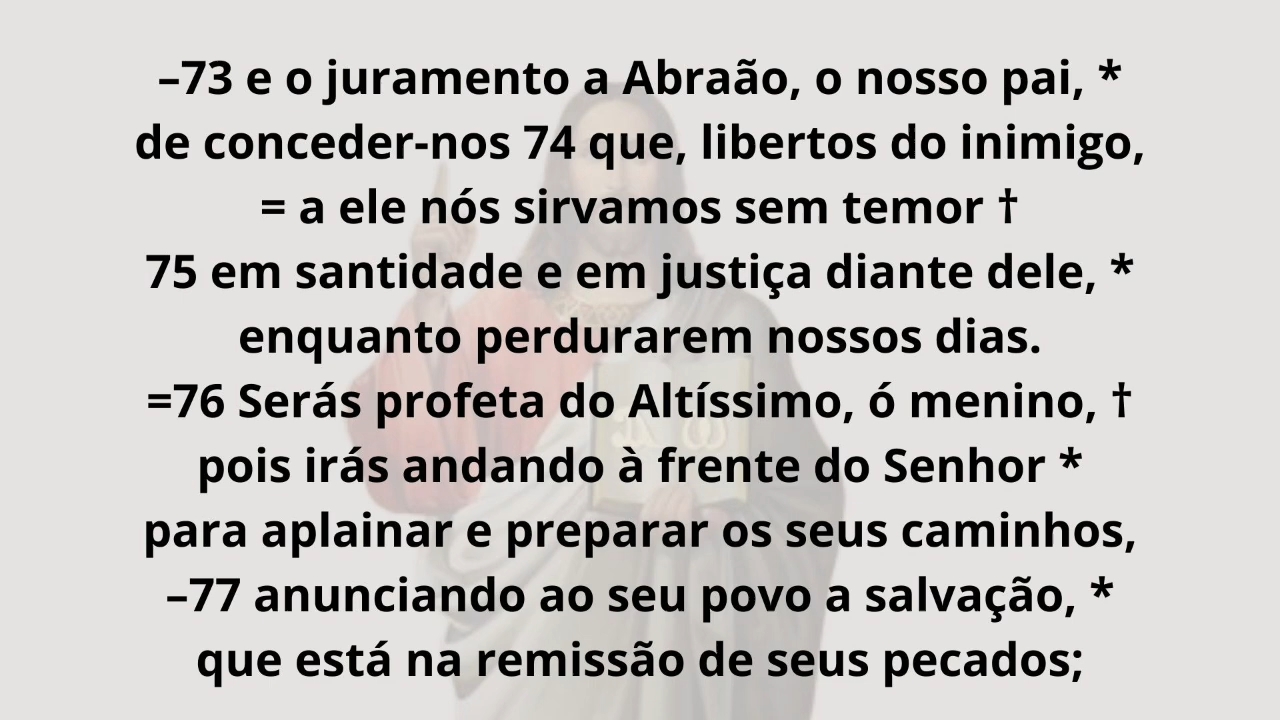 –73 e o juramento a Abraão, o nosso pai, *
de conceder-nos 74 que, libertos do inimigo,
= a ele nós sirvamos sem temor †
75 em santidade e em justiça diante dele, *
enquanto perdurarem nossos dias.
=76 Serás profeta do Altíssimo, ó menino, †
pois irás andando à frente do Senhor *
para aplainar e preparar os seus caminhos,
–77 anunciando ao seu povo a salvação, *
que está na remissão de seus pecados;